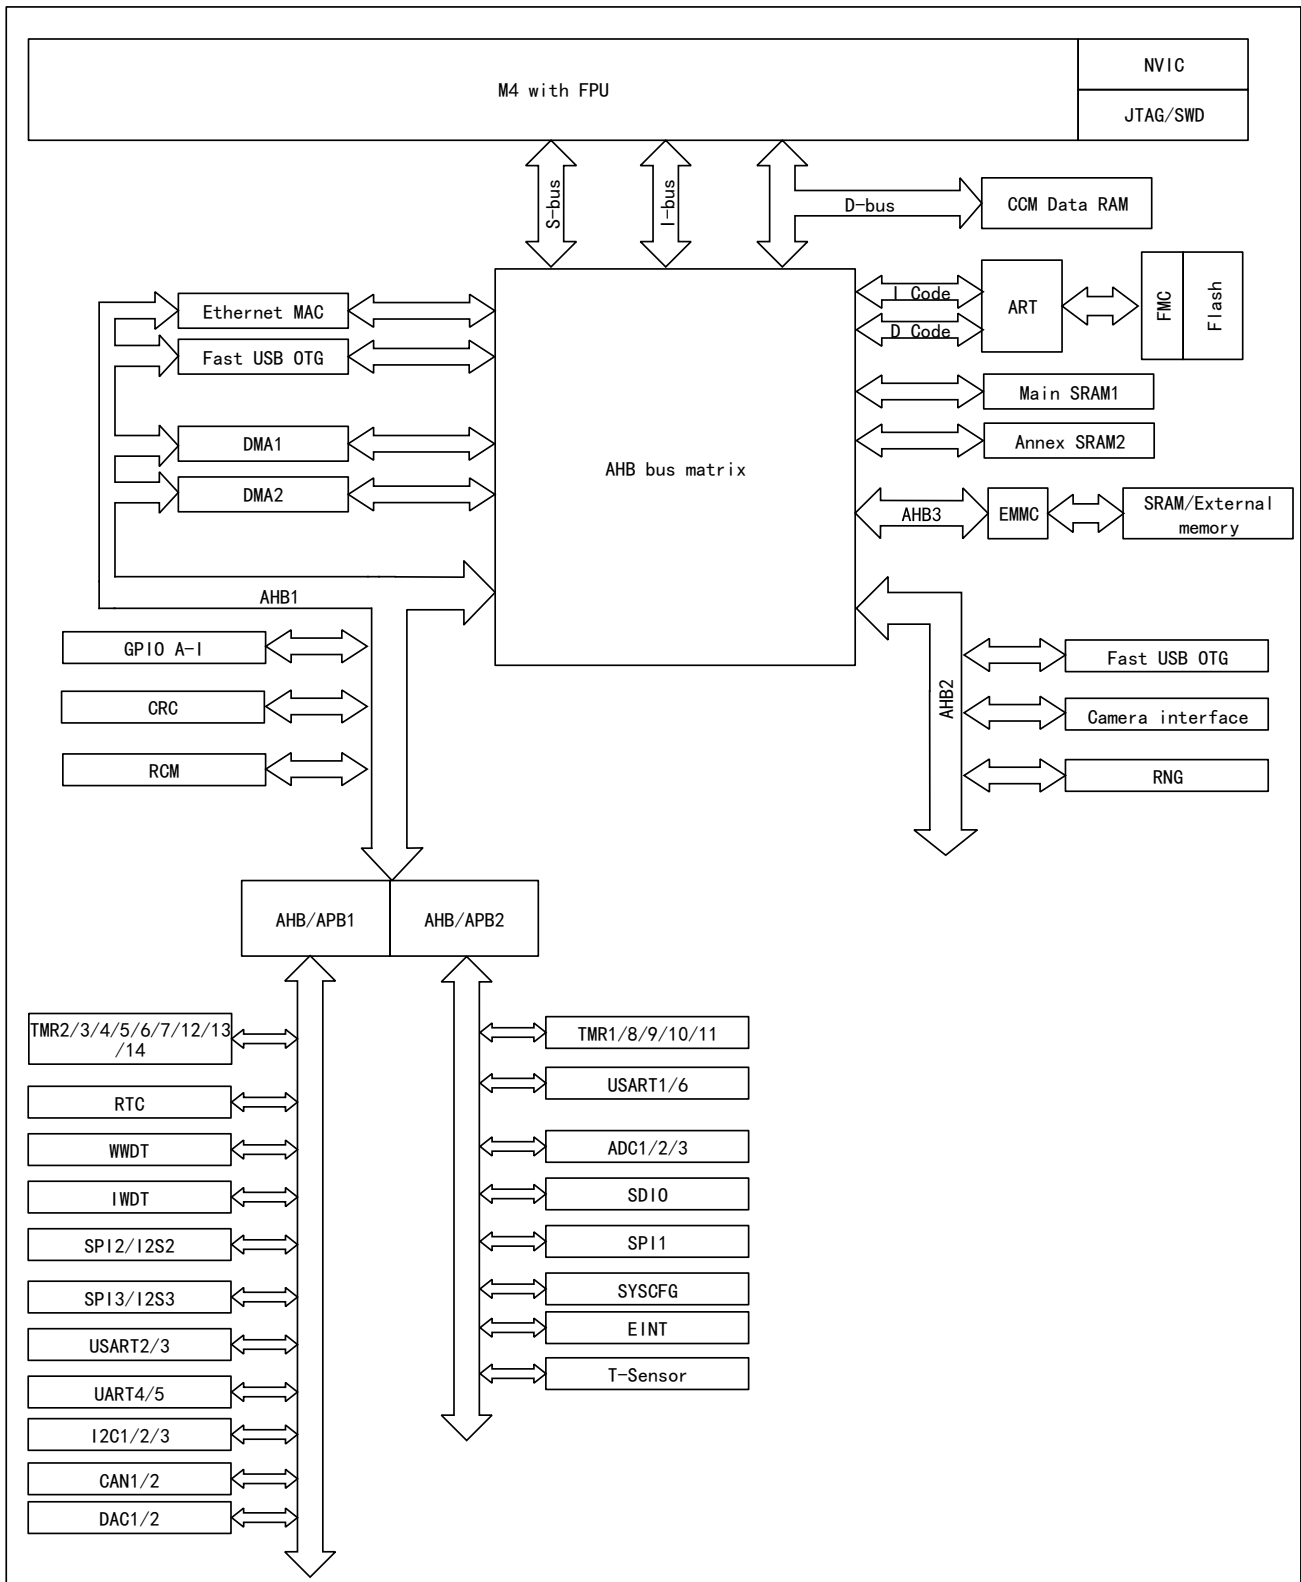 M4 with FPU
NVIC
JTAG/SWD
S-bus
I-bus
D-bus
CCM Data RAM
Ethernet MAC
Fast USB OTG
DMA1
DMA2
AHB bus matrix
I Code
D Code
ART
FMC
Flash
Main SRAM1
Annex SRAM2
AHB3
EMMC
SRAM/External
memory
AHB1
GPIO A-I
CRC
RCM
AHB2
Fast USB OTG
Camera interface
RNG
AHB/APB1
AHB/APB2
TMR2/3/4/5/6/7/12/13
/14
RTC
WWDT
IWDT
SPI2/I2S2
SPI3/I2S3
USART2/3
UART4/5
I2C1/2/3
CAN1/2
DAC1/2
TMR1/8/9/10/11
USART1/6
ADC1/2/3
SDIO
SPI1
SYSCFG
EINT
T-Sensor